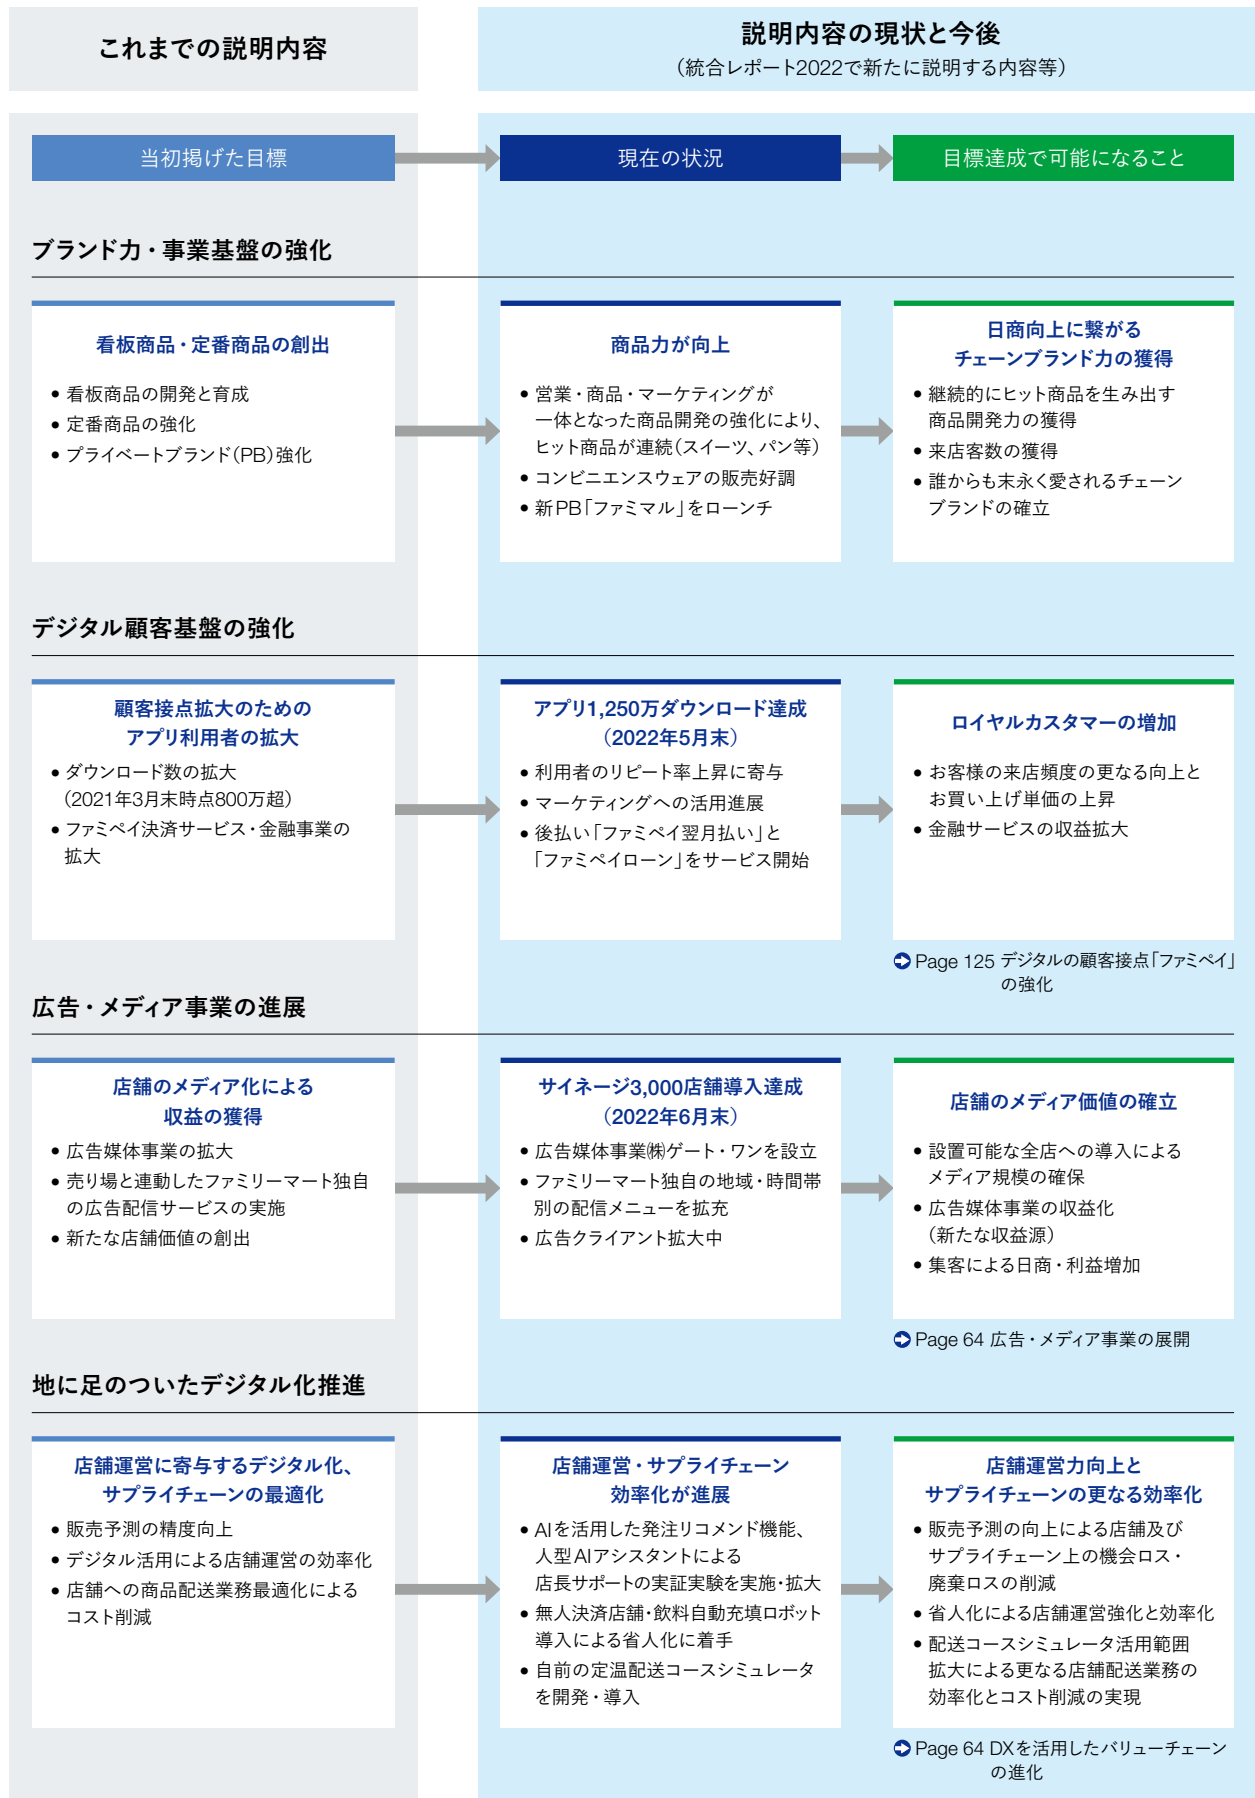 これまでの説明内容
説明内容の現状と今後
（統合レポート2022で新たに説明する内容等）
当初掲げた目標
現在の状況
目標達成で可能になること
ブランド力・事業基盤の強化
看板商品・定番商品の創出
• 看板商品の開発と育成
• 定番商品の強化
• プライベートブランド（PB）強化
商品力が向上
• 営業・商品・マーケティングが
一体となった商品開発の強化により、
ヒット商品が連続（スイーツ、パン等）
• コンビニエンスウェアの販売好調
• 新PB「ファミマル」をローンチ
日商向上に繋がる
チェーンブランド力の獲得
• 継続的にヒット商品を生み出す
商品開発力の獲得
• 来店客数の獲得
• 誰からも末永く愛されるチェーン
ブランドの確立
デジタル顧客基盤の強化
顧客接点拡大のための
アプリ利用者の拡大
• ダウンロード数の拡大
（2021年3月末時点800万超）
• ファミペイ決済サービス・金融事業の
拡大
アプリ1,250万ダウンロード達成
（2022年5月末）
• 利用者のリピート率上昇に寄与
• マーケティングへの活用進展
• 後払い「ファミペイ翌月払い」と
「ファミペイローン」をサービス開始
ロイヤルカスタマーの増加
• お客様の来店頻度の更なる向上と
お買い上げ単価の上昇
• 金融サービスの収益拡大
Page 125 デジタルの顧客接点「ファミペイ」
の強化
広告・メディア事業の進展
店舗のメディア化による
収益の獲得
• 広告媒体事業の拡大
• 売り場と連動したファミリーマート独自
の広告配信サービスの実施
• 新たな店舗価値の創出
サイネージ3,000店舗導入達成
（2022年6月末）
• 広告媒体事業㈱ゲート・ワンを設立
• ファミリーマート独自の地域・時間帯
別の配信メニューを拡充
• 広告クライアント拡大中
店舗のメディア価値の確立
• 設置可能な全店への導入による
メディア規模の確保
• 広告媒体事業の収益化
（新たな収益源）
• 集客による日商・利益増加
Page 64 広告・メディア事業の展開
地に足のついたデジタル化推進
店舗運営に寄与するデジタル化、
サプライチェーンの最適化
• 販売予測の精度向上
• デジタル活用による店舗運営の効率化
• 店舗への商品配送業務最適化による
コスト削減
店舗運営・サプライチェーン
効率化が進展
• AIを活用した発注リコメンド機能、
人型AIアシスタントによる
店長サポートの実証実験を実施・拡大
• 無人決済店舗・飲料自動充填ロボット
導入による省人化に着手
• 自前の定温配送コースシミュレータ
を開発・導入
店舗運営力向上と
サプライチェーンの更なる効率化
• 販売予測の向上による店舗及び
サプライチェーン上の機会ロス・
廃棄ロスの削減
• 省人化による店舗運営強化と効率化
• 配送コースシミュレータ活用範囲
拡大による更なる店舗配送業務の
効率化とコスト削減の実現
Page 64 DXを活用したバリューチェーン
の進化